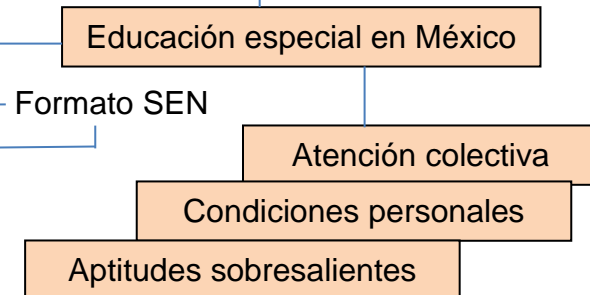 Educación especial en México
Formato SEN
Atención colectiva
Condiciones personales
Aptitudes sobresalientes